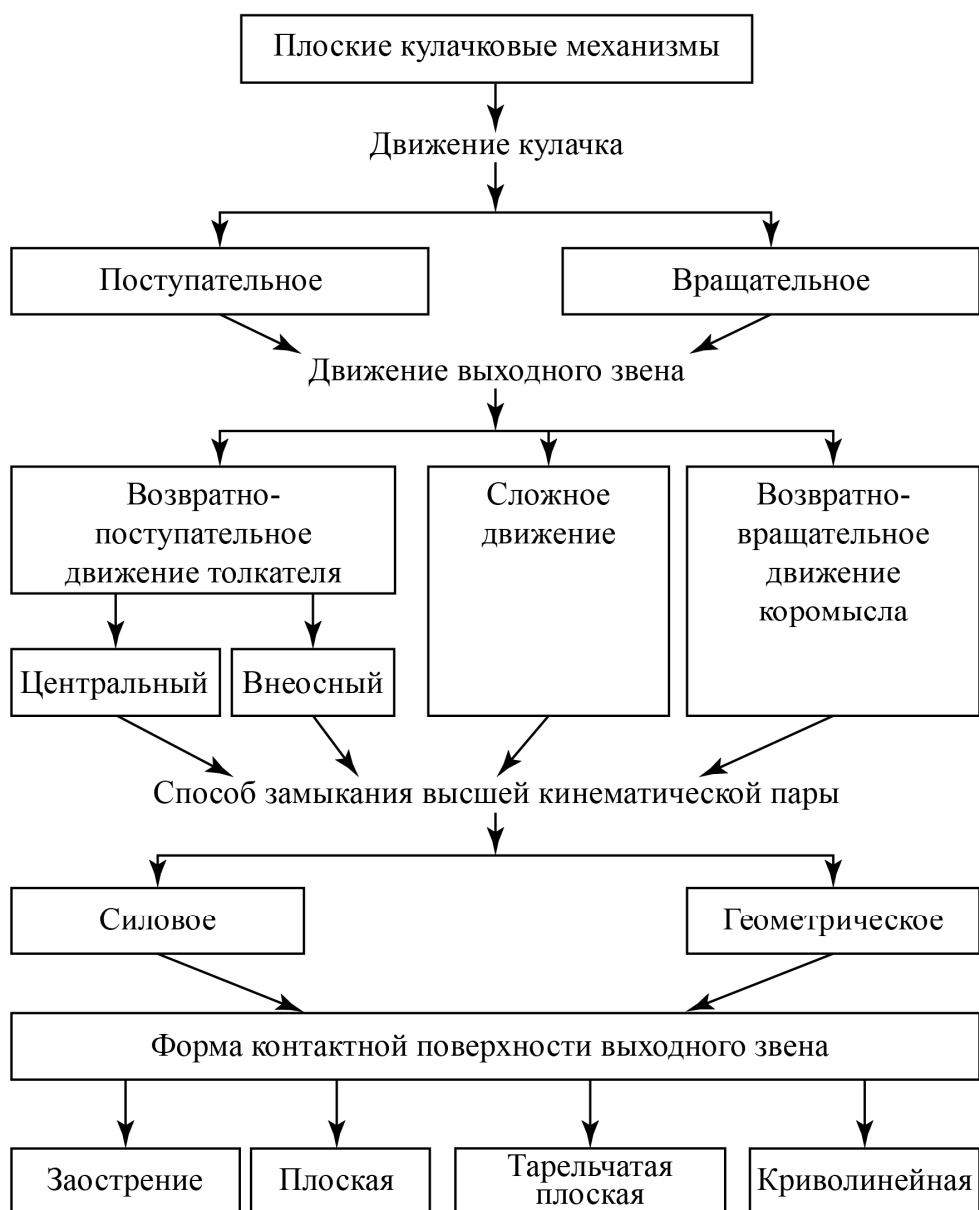 Плоские кулачковые механизмы
Движение кулачка
Поступательное
Вращательное
Движение выходного звена
Возвратно-
поступательное
движение толкателя
Сложное
движение
Возвратно-
вращательное
движение
коромысла
Центральный
Внеосный
Способ замыкания высшей кинематической пары
Силовое
Геометрическое
Форма контактной поверхности выходного звена
Заострение
Плоская
Тарельчатая
плоская
Криволинейная